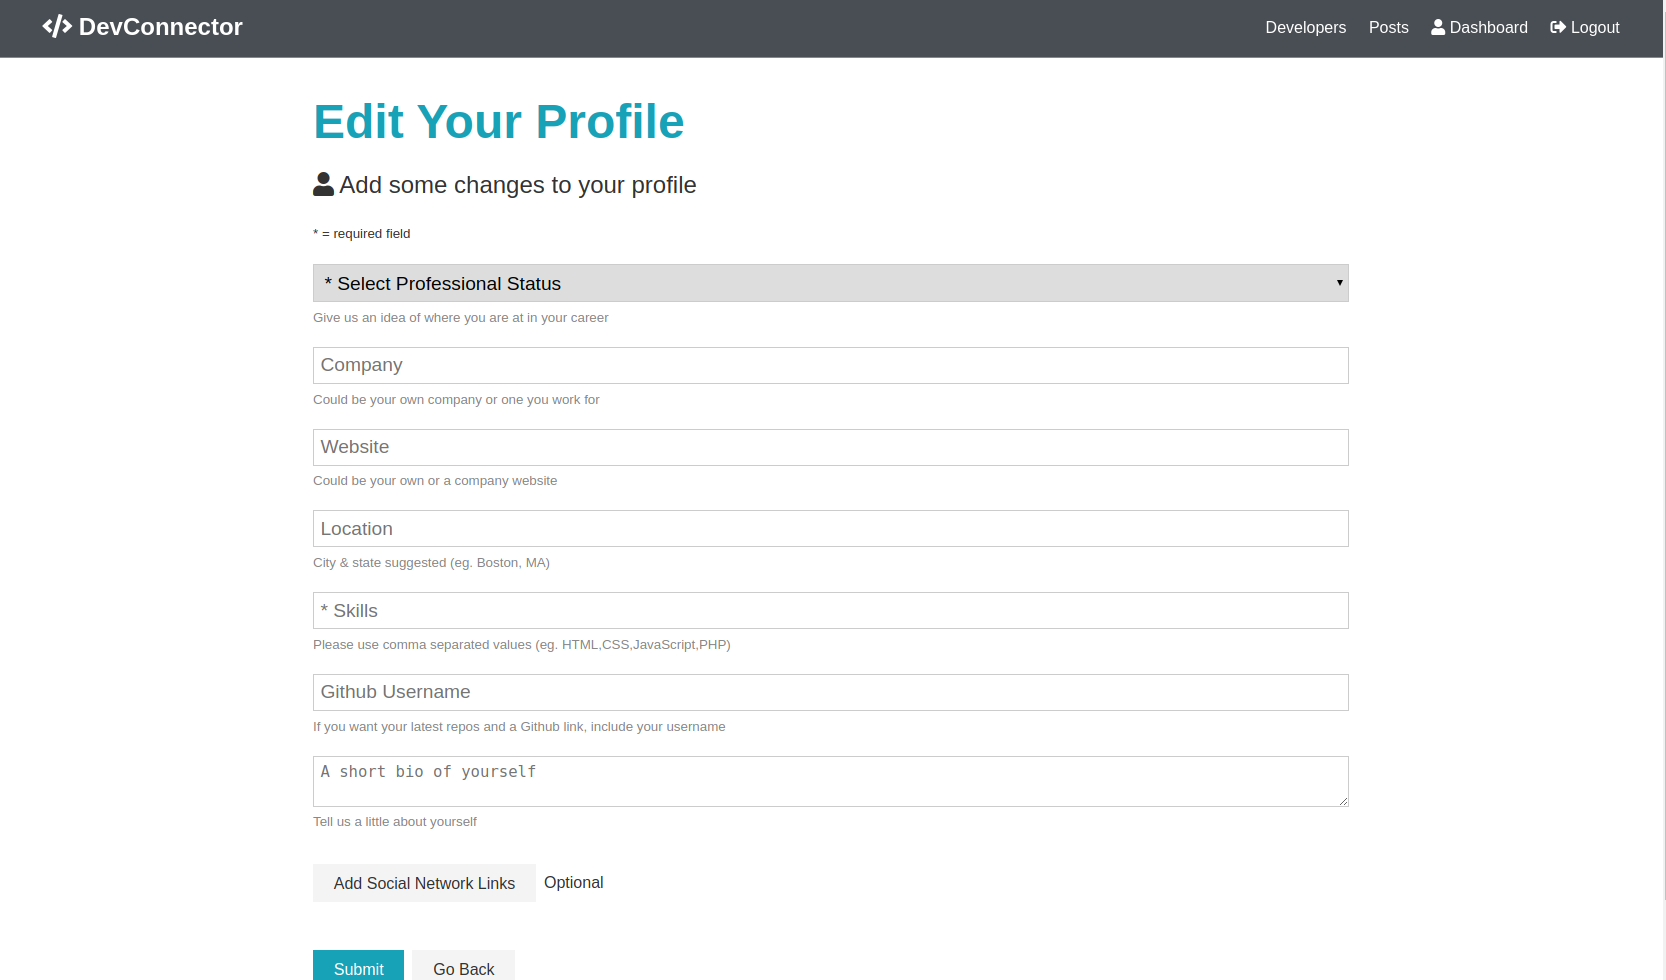 DevConnector
Developers Posts Dashboard Logout
Edit Your Profile
Add some changes to your profile
* = required field
* Select Professional Status
Give us an idea of where you are at in your career
Company
Could be your own company or one you work for
Website
Could be your own or a company website
Location
City & state suggested (eg. Boston, MA)
* Skills
Please use comma separated values (eg. HTML,CSS,JavaScript,PHP)
Github Username
If you want your latest repos and a Github link, include your username
A short bio of yourself
Tell us a little about yourself
Add Social Network Links Optional
Submit Go Back